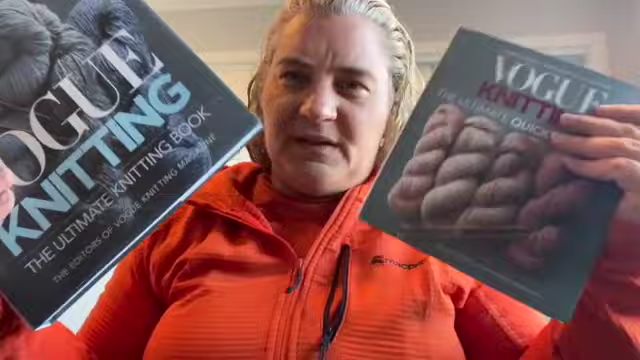 VOGUE
KNITTING
THE ULTIMATE KNITTING BOOK
THE EDITORS OF VOGUE KNITTING MAGAZINE
VOGUE
KNITTING
THE ULTIMATE QUICK